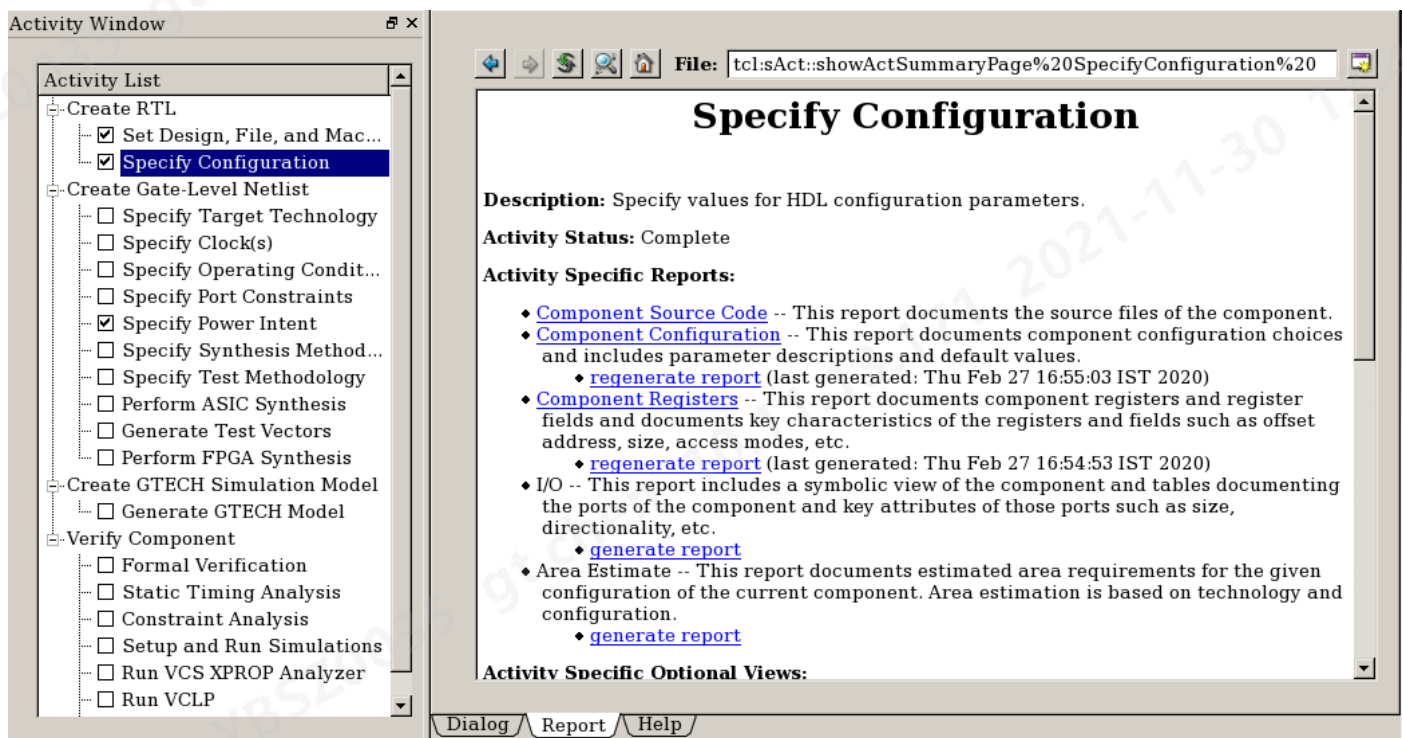 Activity Window
Activity List
Create RTL
Set Design, File, and Mac...
Specify Configuration
Create Gate-Level Netlist
Specify Target Technology
Specify Clock(s)
Specify Operating Condit...
Specify Port Constraints
Specify Power Intent
Specify Synthesis Method...
Specify Test Methodology
Perform ASIC Synthesis
Generate Test Vectors
Perform FPGA Synthesis
Create GTECH Simulation Model
Generate GTECH Model
Verify Component
Formal Verification
Static Timing Analysis
Constraint Analysis
Setup and Run Simulations
Run VCS XPROP Analyzer
Run VCLP
File: tcl:sAct::showActSummaryPage%20SpecifyConfiguration%20
Specify Configuration
Description: Specify values for HDL configuration parameters.
Activity Status: Complete
Activity Specific Reports:
Component Source Code -- This report documents the source files of the component.
Component Configuration -- This report documents component configuration choices
and includes parameter descriptions and default values.
regenerate report (last generated: Thu Feb 27 16:55:03 IST 2020)
Component Registers -- This report documents component registers and register
fields and documents key characteristics of the registers and fields such as offset
address, size, access modes, etc.
regenerate report (last generated: Thu Feb 27 16:54:53 IST 2020)
I/O -- This report includes a symbolic view of the component and tables documenting
the ports of the component and key attributes of those ports such as size,
directionality, etc.
generate report
Area Estimate -- This report documents estimated area requirements for the given
configuration of the current component. Area estimation is based on technology and
configuration.
generate report
Activity Specific Optional Views:
Dialog
Report
Help
2021-11-30